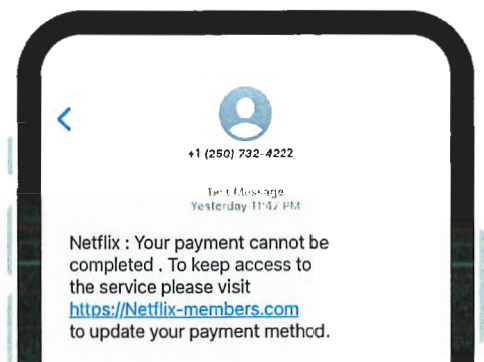 +1 (250) 732-4222
Text Message
Yesterday 11:47 PM
Netflix : Your payment cannot be
completed . To keep access to
the service please visit
https://Netflix-members.com
to update your payment method.